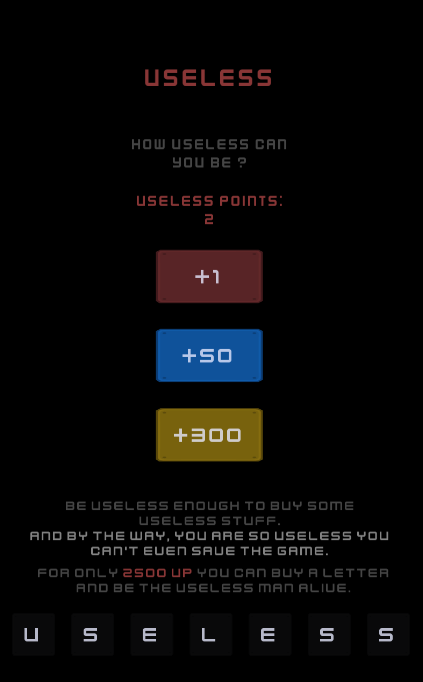 USELESS
HOW USELESS CAN
YOU BE ?
USELESS POINTS:
2
+1
+50
+300
BE USELESS ENOUGH TO BUY SOME
USELESS STUFF.
AND BY THE WAY, YOU ARE SO USELESS YOU
CAN'T EVEN SAVE THE GAME.
FOR ONLY 2500 UP YOU CAN BUY A LETTER
AND BE THE USELESS MAN ALIVE.
U S E L E S S